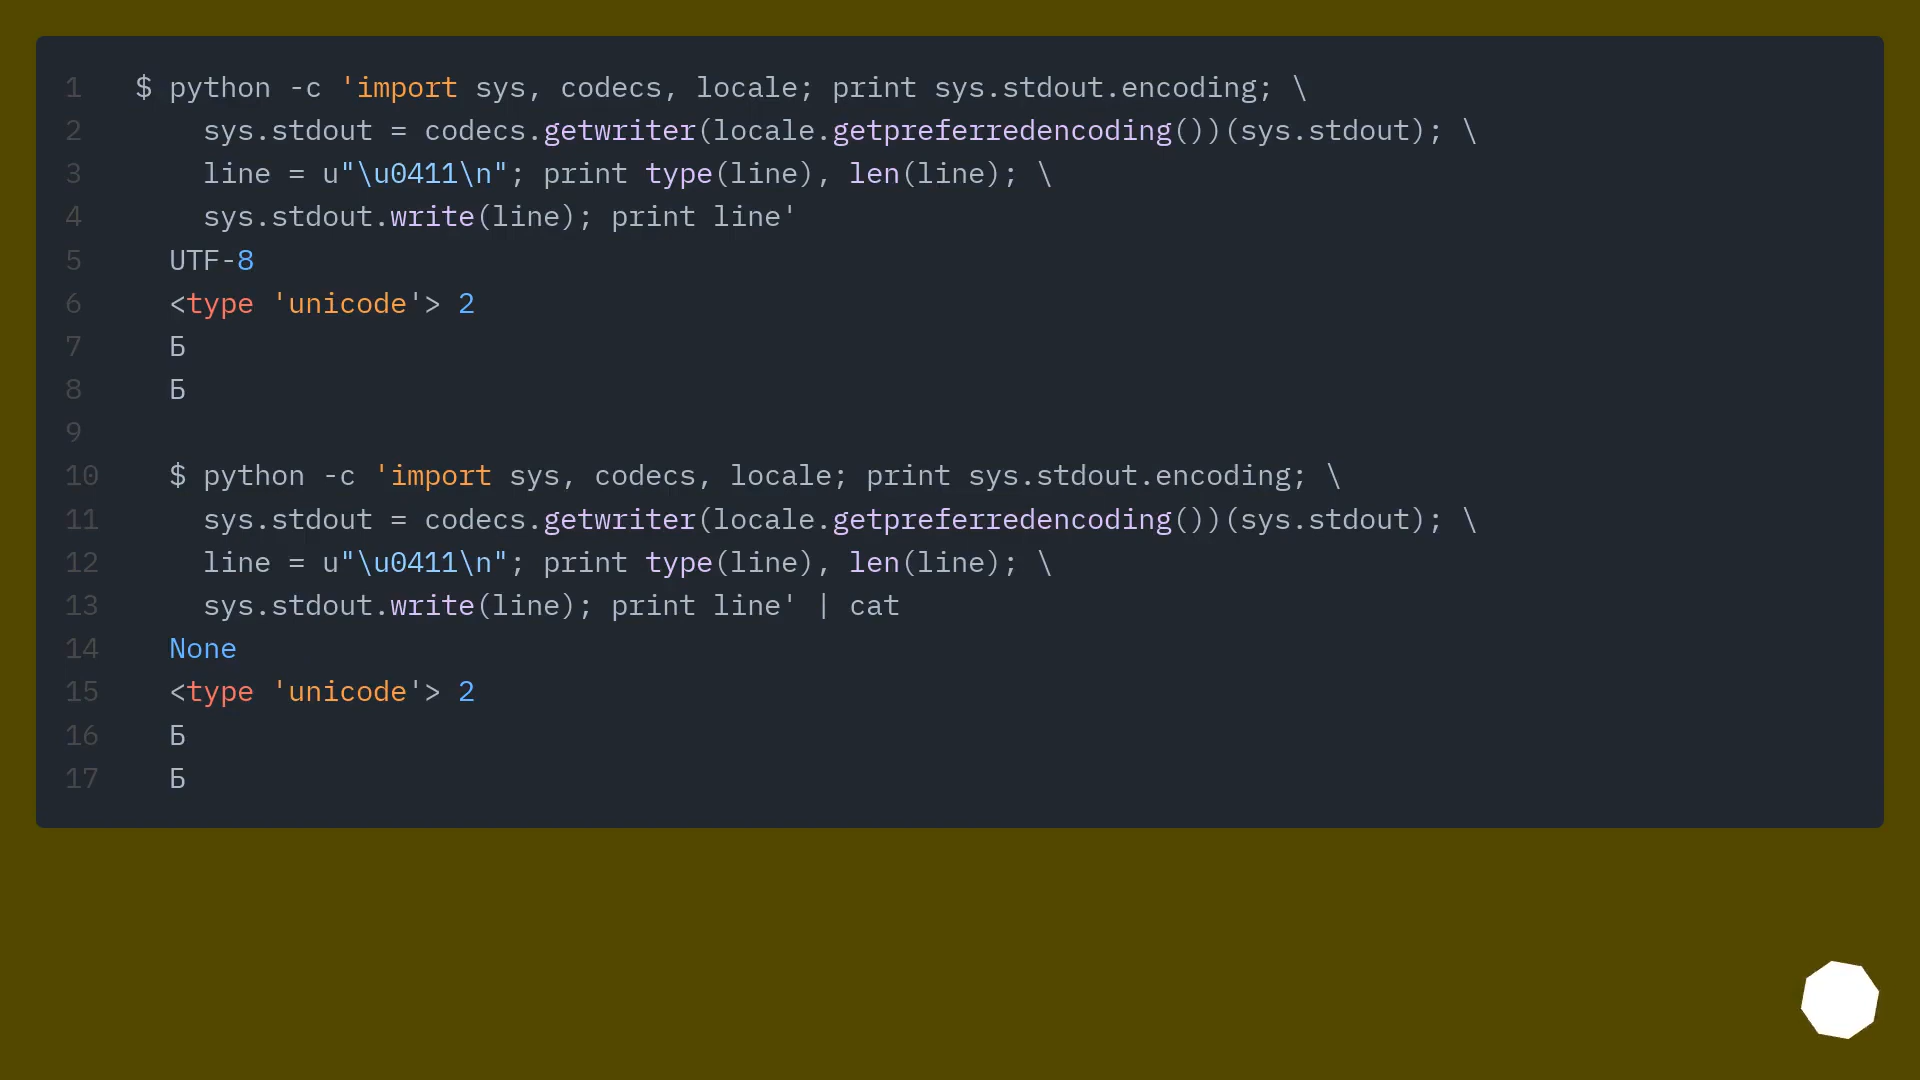 1 $ python -c 'import sys, codecs, locale; print sys.stdout.encoding; \
2 sys.stdout = codecs.getwriter(locale.getpreferredencoding())(sys.stdout); \
3 line = u"\u0411\n"; print type(line), len(line); \
4 sys.stdout.write(line); print line'
5 UTF-8
6 <type 'unicode'> 2
7 Б
8 Б
9
10 $ python -c 'import sys, codecs, locale; print sys.stdout.encoding; \
11 sys.stdout = codecs.getwriter(locale.getpreferredencoding())(sys.stdout); \
12 line = u"\u0411\n"; print type(line), len(line); \
13 sys.stdout.write(line); print line' | cat
14 None
15 <type 'unicode'> 2
16 Б
17 Б